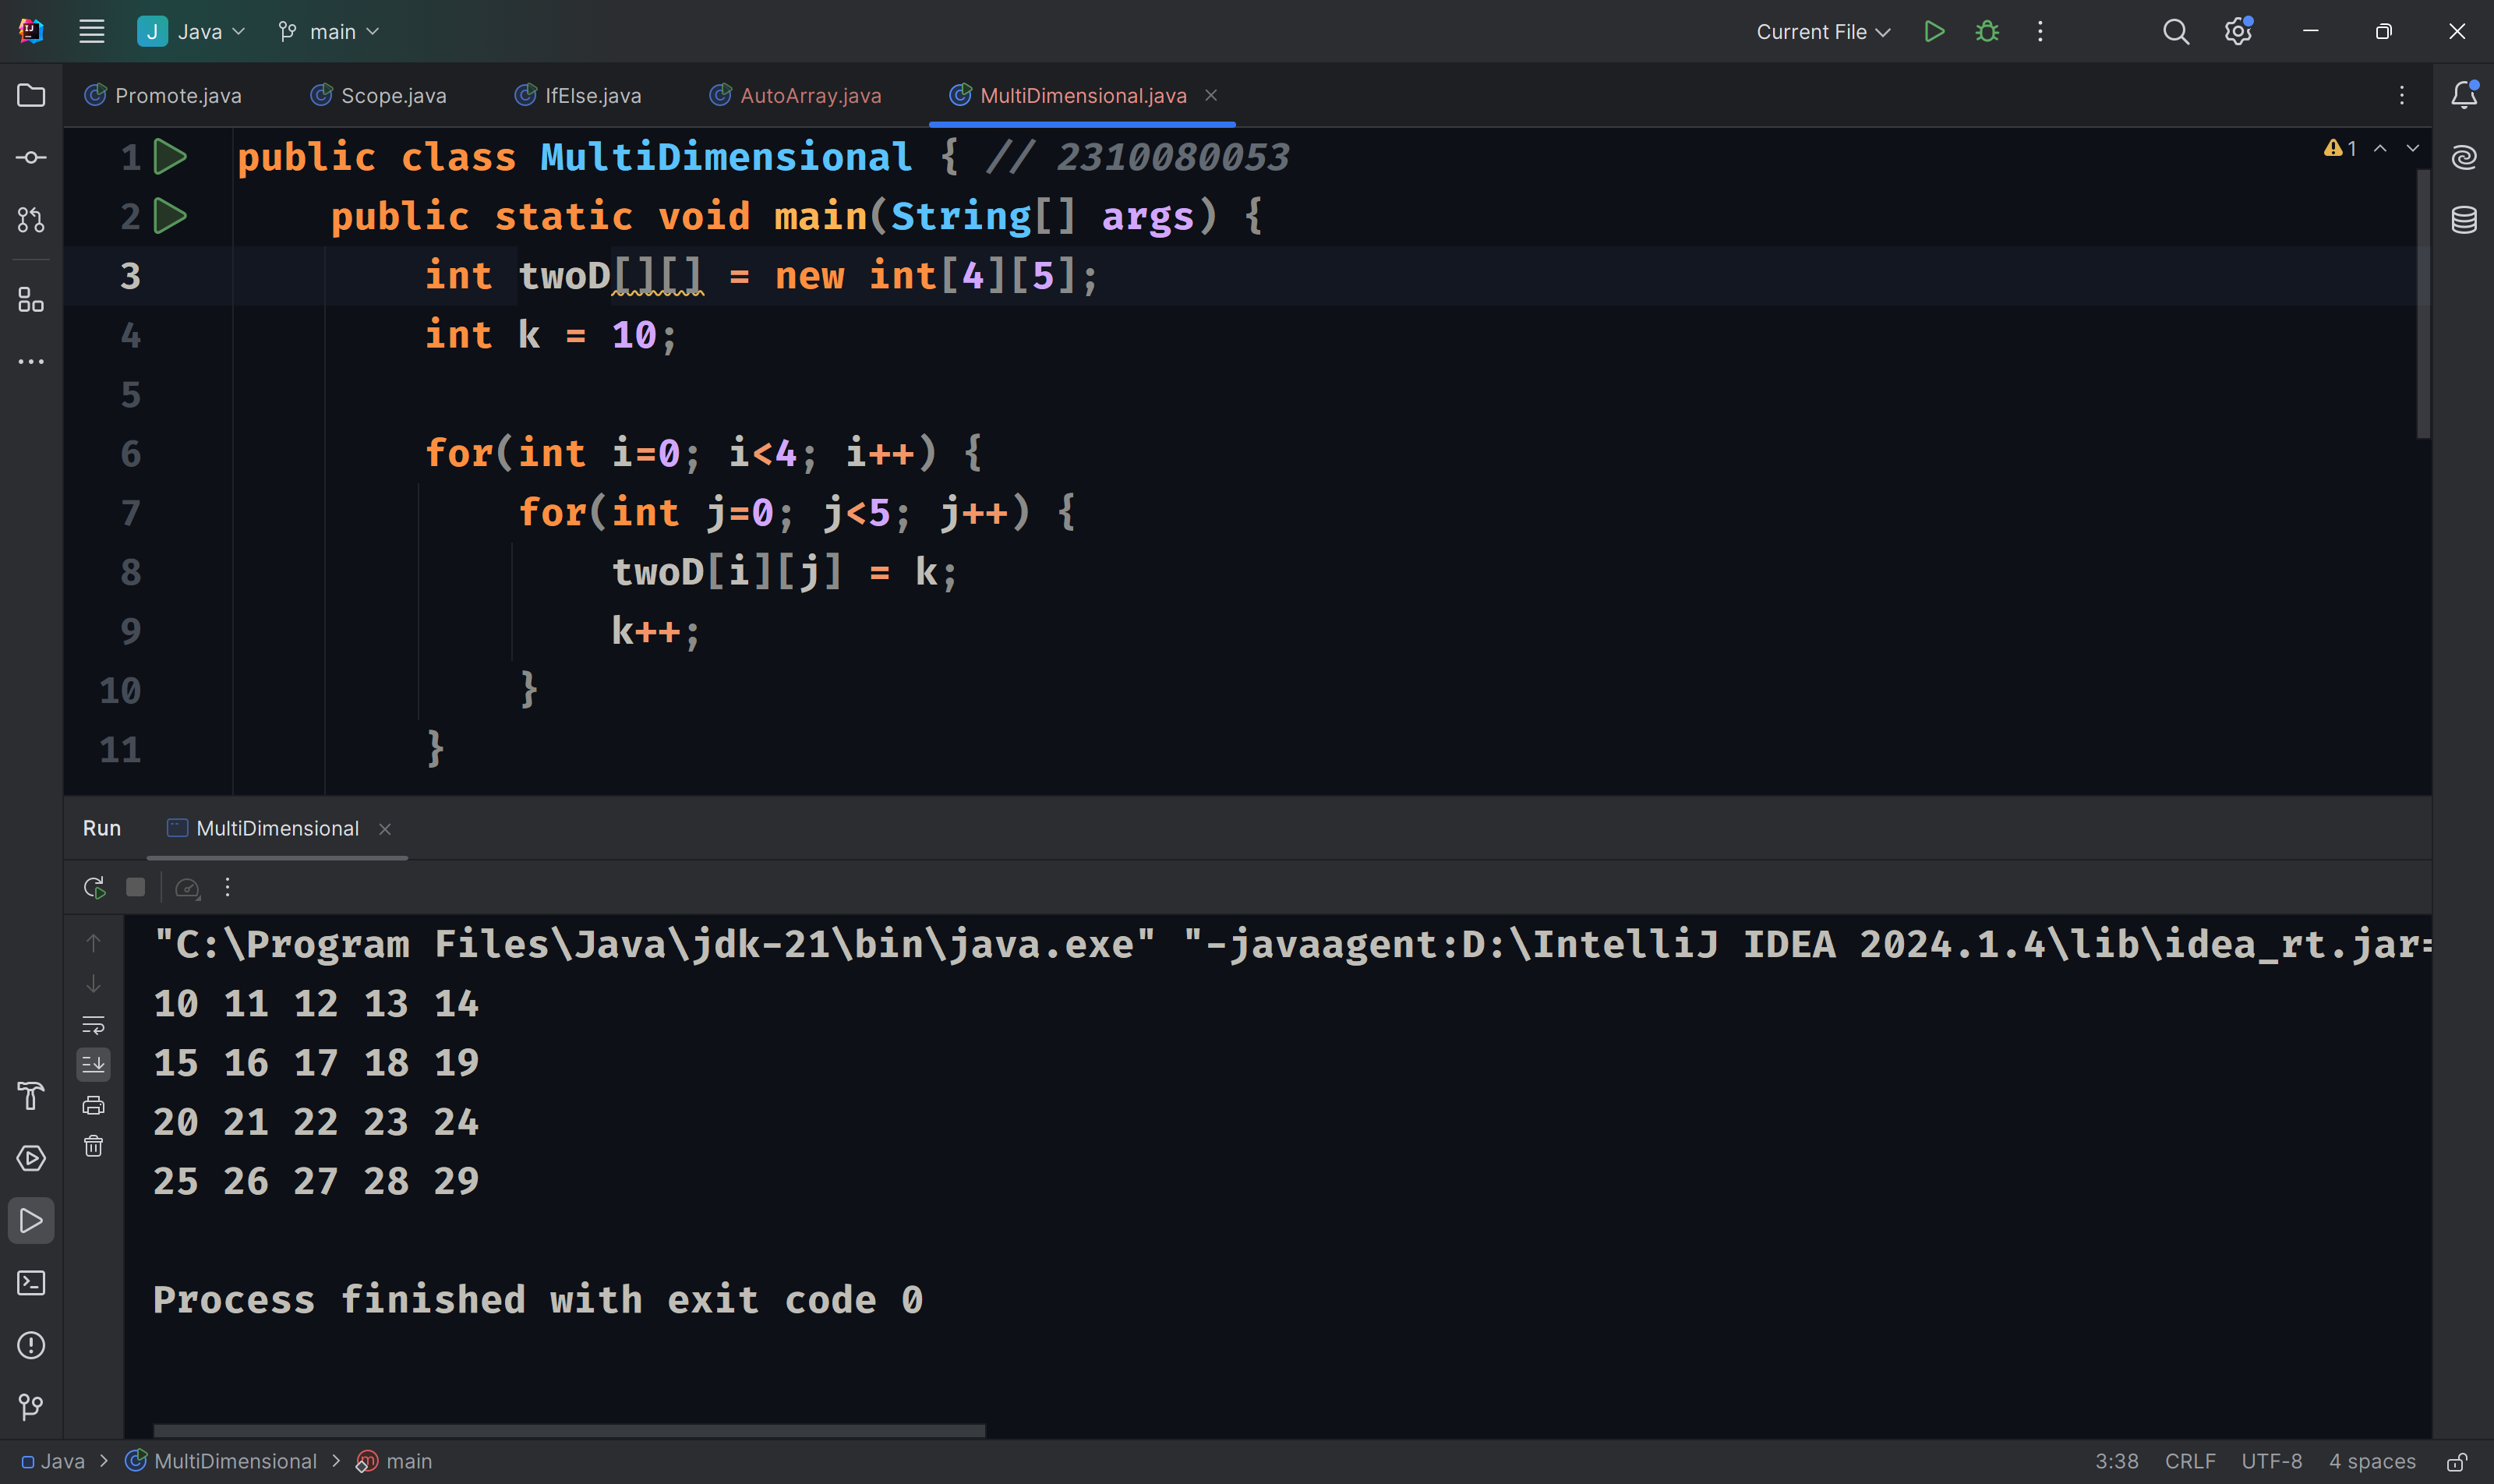 J Java main Current File
Promote.java Scope.java IfElse.java AutoArray.java MultiDimensional.java
1 public class MultiDimensional { // 2310080053
2 public static void main(String[] args) {
3 int twoD[][] = new int[4][5];
4 int k = 10;
5
6 for(int i=0; i<4; i++) {
7 for(int j=0; j<5; j++) {
8 twoD[i][j] = k;
9 k++;
10 }
11 }
1
Run MultiDimensional
"C:\Program Files\Java\jdk-21\bin\java.exe" "-javaagent:D:\IntelliJ IDEA 2024.1.4\lib\idea_rt.jar=
10 11 12 13 14
15 16 17 18 19
20 21 22 23 24
25 26 27 28 29
Process finished with exit code 0
Java > MultiDimensional > main 3:38 CRLF UTF-8 4 spaces